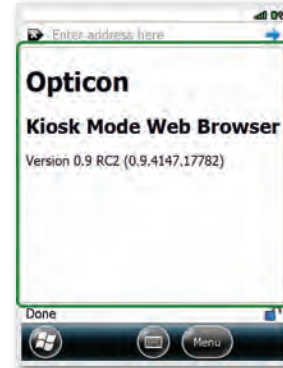 Enter address here
Opticon
Kiosk Mode Web Browser
Version 0.9 RC2 (0.9.4147.17782)
Done
Menu